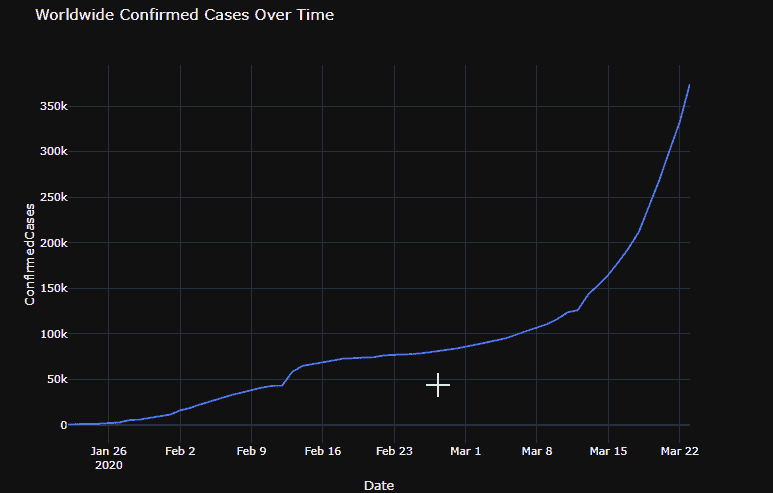 Worldwide Confirmed Cases Over Time
350k
300k
250k
200k
150k
100k
50k
0
ConfirmedCases
Jan 26 Feb 2 Feb 9 Feb 16 Feb 23 Mar 1 Mar 8 Mar 15 Mar 22
2020
Date